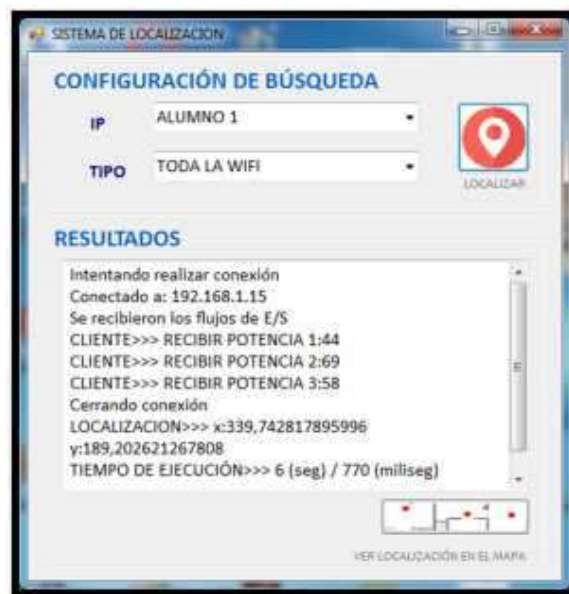 SISTEMA DE LOCALIZACION
CONFIGURACIÓN DE BÚSQUEDA
IP
ALUMNO 1
TIPO
TODA LA WIFI
LOCALIZAR
RESULTADOS
Intentando realizar conexión
Conectado a: 192.168.1.15
Se recibieron los flujos de E/S
CLIENTE>>> RECIBIR POTENCIA 1:44
CLIENTE>>> RECIBIR POTENCIA 2:69
CLIENTE>>> RECIBIR POTENCIA 3:58
Cerrando conexión
LOCALIZACION>>> x:339,742817895996
y:189,202621267808
TIEMPO DE EJECUCIÓN>>> 6 (seg) / 770 (miliseg)
VER LOCALIZACIÓN EN EL MAPA